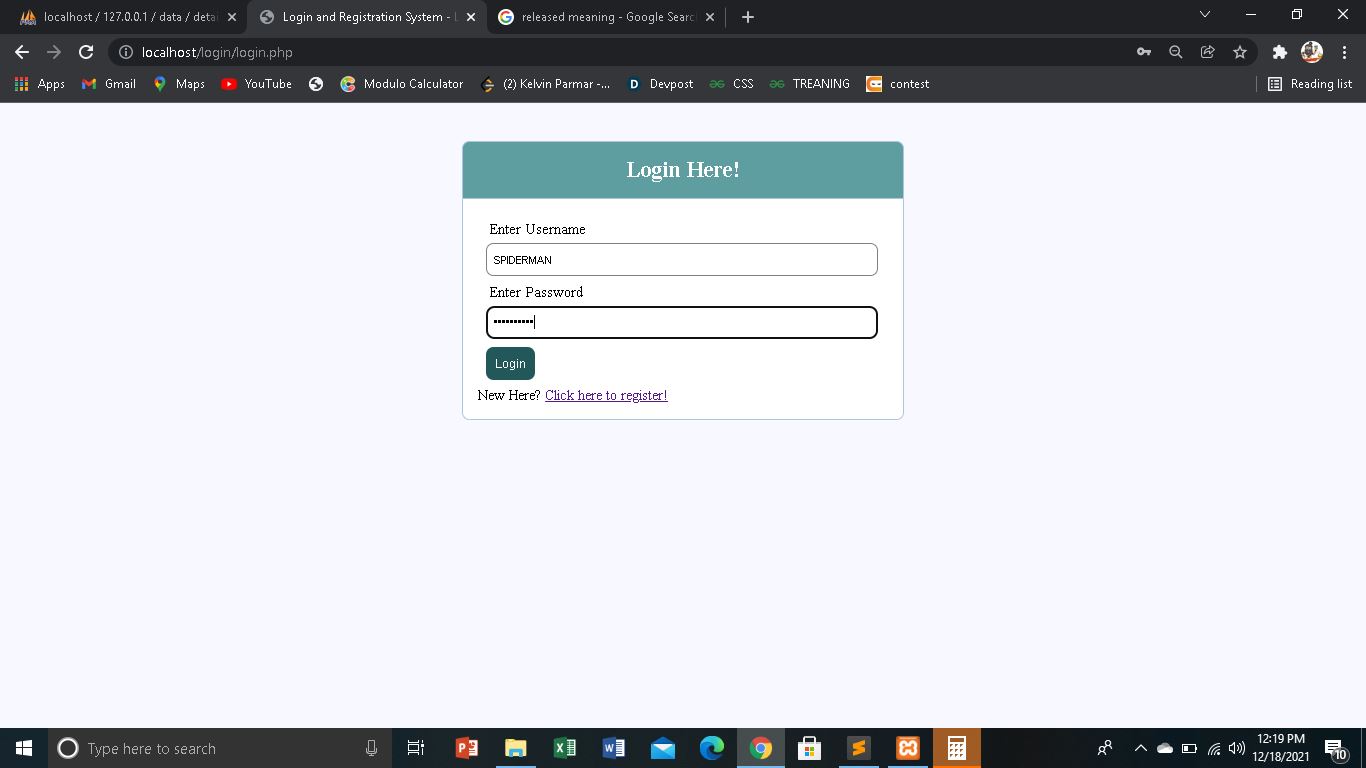 localhost / 127.0.0.1 / data / detai
Login and Registration System - L
released meaning - Google Searc
localhost/login/login.php
Apps
Gmail
Maps
YouTube
Modulo Calculator
(2) Kelvin Parmar -...
Devpost
CSS
TREANING
contest
Reading list
Login Here!
Enter Username
SPIDERMAN
Enter Password
••••••••••
Login
New Here? Click here to register!
Type here to search
12:19 PM
12/18/2021
10